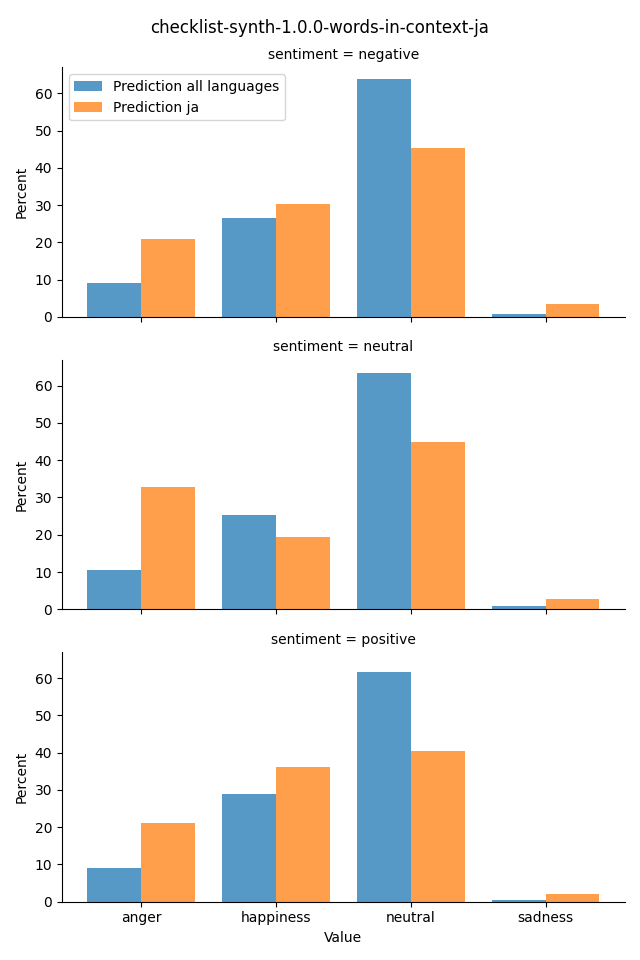 checklist-synth-1.0.0-words-in-context-ja
sentiment = negative
Prediction all languages
Prediction ja
60
50
40
30
20
10
0
Percent
sentiment = neutral
60
50
40
30
20
10
0
Percent
sentiment = positive
60
50
40
30
20
10
0
Percent
anger happiness neutral sadness
Value